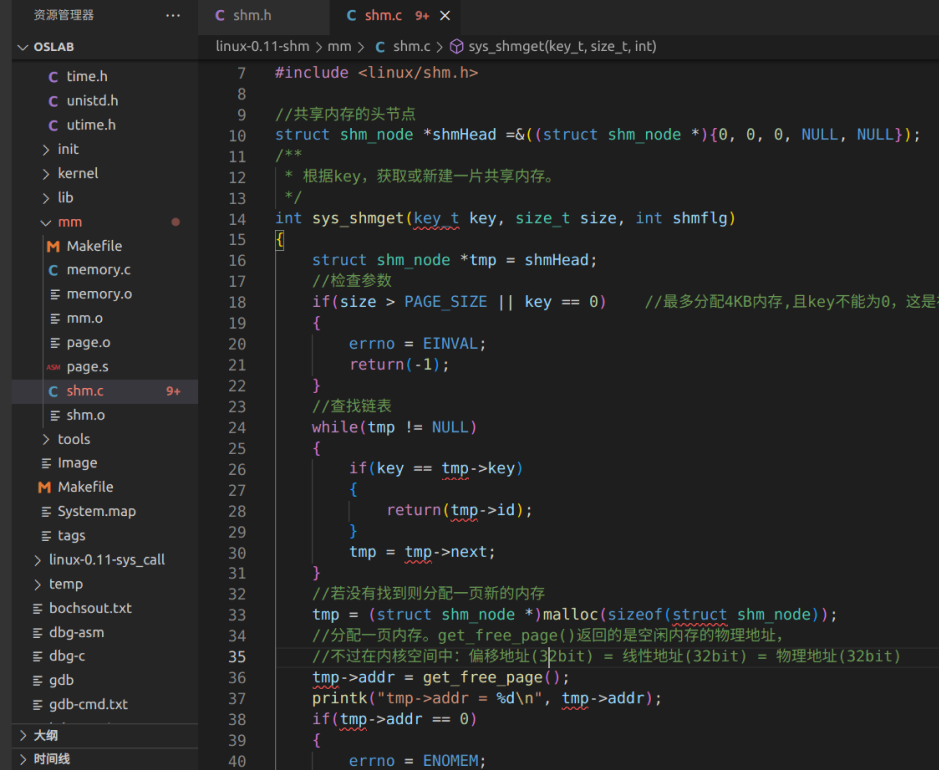 资源管理器
OSLAB
time.h
unistd.h
utime.h
init
kernel
lib
mm
Makefile
memory.c
memory.o
mm.o
page.o
page.s
shm.c 9+
shm.o
tools
Image
Makefile
System.map
tags
linux-0.11-sys_call
temp
bochsout.txt
dbg-asm
dbg-c
gdb
gdb-cmd.txt
大纲
时间线
shm.h
shm.c 9+
linux-0.11-shm > mm > shm.c > sys_shmget(key_t, size_t, int)
7 #include <linux/shm.h>
8
9 //共享内存的头节点
10 struct shm_node *shmHead =&((struct shm_node *){0, 0, 0, NULL, NULL});
11 /**
12 * 根据key，获取或新建一片共享内存。
13 */
14 int sys_shmget(key_t key, size_t size, int shmflg)
15 {
16 struct shm_node *tmp = shmHead;
17 //检查参数
18 if(size > PAGE_SIZE || key == 0) //最多分配4KB内存,且key不能为0，这是
19 {
20 errno = EINVAL;
21 return(-1);
22 }
23 //查找链表
24 while(tmp != NULL)
25 {
26 if(key == tmp->key)
27 {
28 return(tmp->id);
29 }
30 tmp = tmp->next;
31 }
32 //若没有找到则分配一页新的内存
33 tmp = (struct shm_node *)malloc(sizeof(struct shm_node));
34 //分配一页内存。get_free_page()返回的是空闲内存的物理地址，
35 //不过在内核空间中：偏移地址(32bit) = 线性地址(32bit) = 物理地址(32bit)
36 tmp->addr = get_free_page();
37 printk("tmp->addr = %d\n", tmp->addr);
38 if(tmp->addr == 0)
39 {
40 errno = ENOMEM;